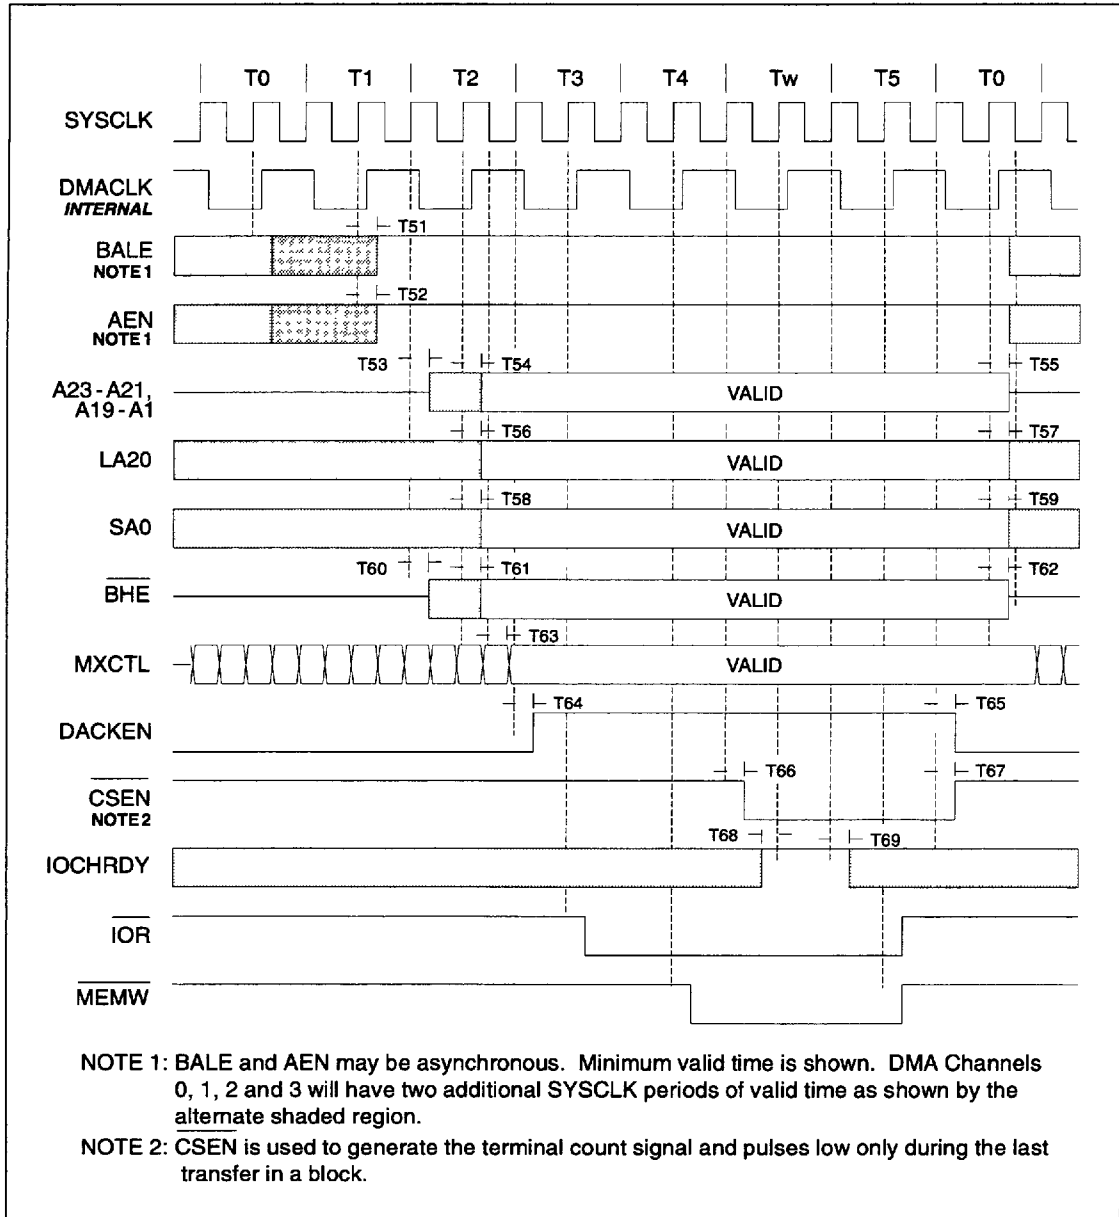 T0 T1 T2 T3 T4 Tw T5 T0
SYSCLK
DMACLK
INTERNAL
T51
BALE
NOTE 1
T52
AEN
NOTE 1
T53 T54 T55
A23 - A21,
A19 - A1
VALID
T56 T57
LA20 VALID
T58 T59
SA0 VALID
T60 T61 T62
BHE VALID
T63
MXCTL VALID
T64 T65
DACKEN
T66 T67
CSEN
NOTE 2
T68 T69
IOCHRDY
IOR
MEMW
NOTE 1: BALE and AEN may be asynchronous. Minimum valid time is shown. DMA Channels
0, 1, 2 and 3 will have two additional SYSCLK periods of valid time as shown by the
alternate shaded region.
NOTE 2: CSEN is used to generate the terminal count signal and pulses low only during the last
transfer in a block.